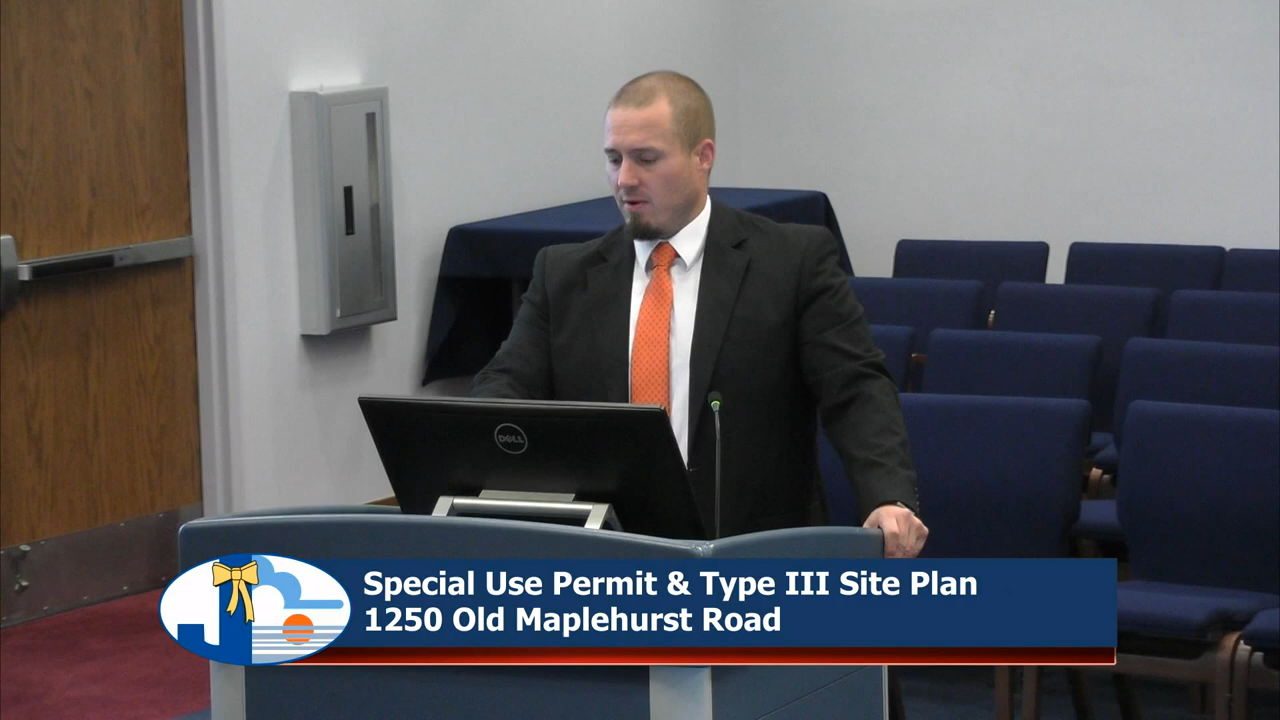 DELL
Special Use Permit & Type III Site Plan
1250 Old Maplehurst Road
J